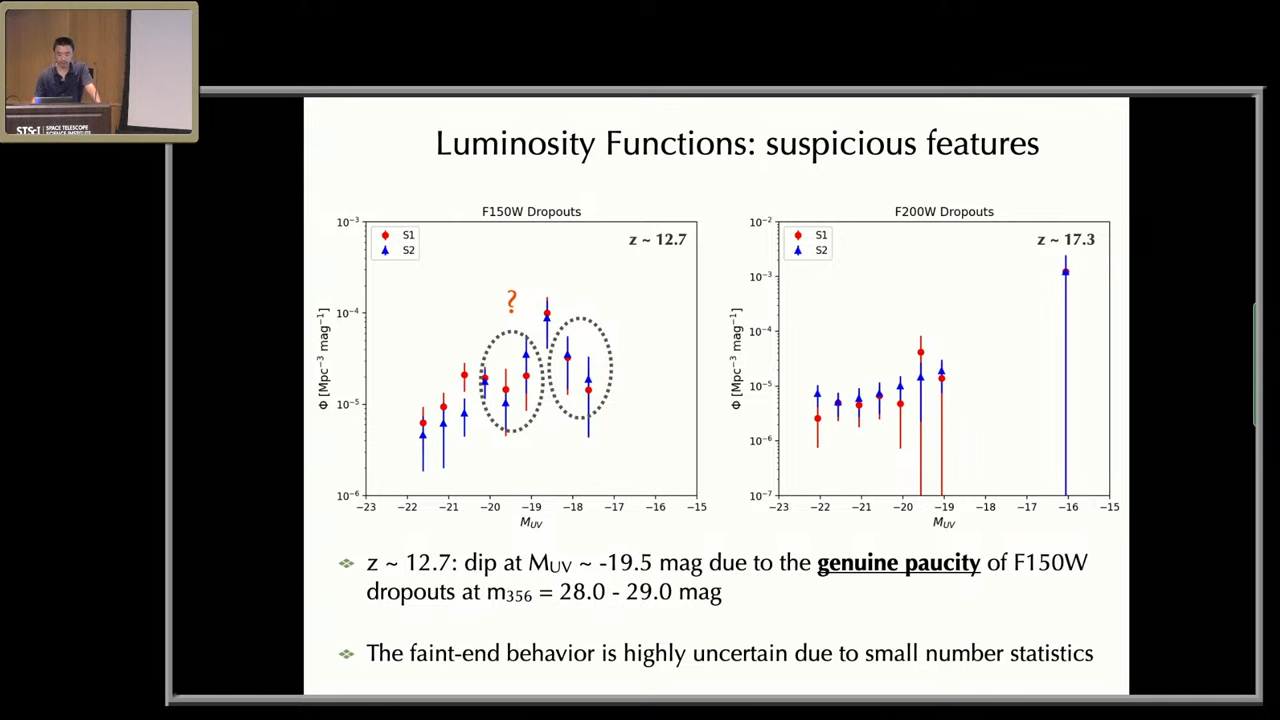 STScI | SPACE TELESCOPE
SCIENCE INSTITUTE
Luminosity Functions: suspicious features
F150W Dropouts
S1
S2
z ~ 12.7
?
Φ [Mpc⁻³ mag⁻¹]
10⁻³
10⁻⁴
10⁻⁵
10⁻⁶
−23 −22 −21 −20 −19 −18 −17 −16 −15
M_UV
F200W Dropouts
S1
S2
z ~ 17.3
Φ [Mpc⁻³ mag⁻¹]
10⁻²
10⁻³
10⁻⁴
10⁻⁵
10⁻⁶
10⁻⁷
−23 −22 −21 −20 −19 −18 −17 −16 −15
M_UV
z ~ 12.7: dip at M_UV ~ -19.5 mag due to the genuine paucity of F150W
dropouts at m₃₅₆ = 28.0 - 29.0 mag
The faint-end behavior is highly uncertain due to small number statistics